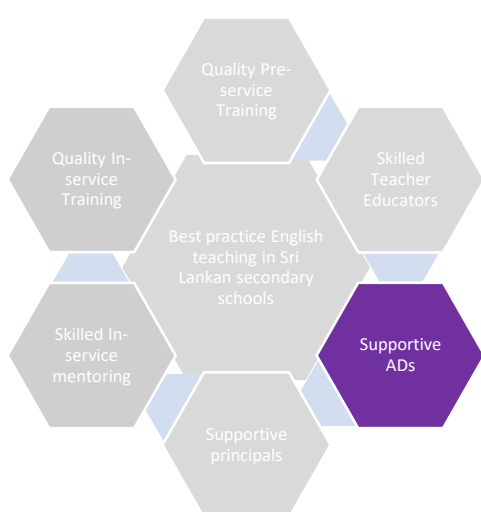 Quality Pre-
service
Training
Skilled
Teacher
Educators
Supportive
ADs
Supportive
principals
Skilled In-
service
mentoring
Quality In-
service
Training
Best practice English
teaching in Sri
Lankan secondary
schools